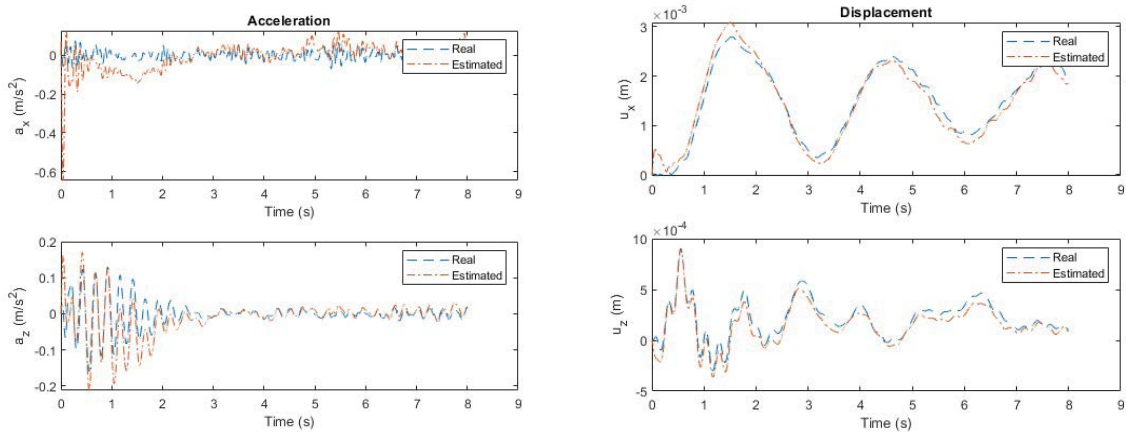 Acceleration
0
-0.2
-0.4
-0.6
a_x (m/s²)
0 1 2 3 4 5 6 7 8 9
Time (s)
Real
Estimated
0.2
0.1
0
-0.1
-0.2
a_z (m/s²)
0 1 2 3 4 5 6 7 8 9
Time (s)
Real
Estimated
Displacement
×10⁻³
3
2
1
0
u_x (m)
0 1 2 3 4 5 6 7 8 9
Time (s)
Real
Estimated
×10⁻⁴
10
5
0
-5
u_z (m)
0 1 2 3 4 5 6 7 8 9
Time (s)
Real
Estimated